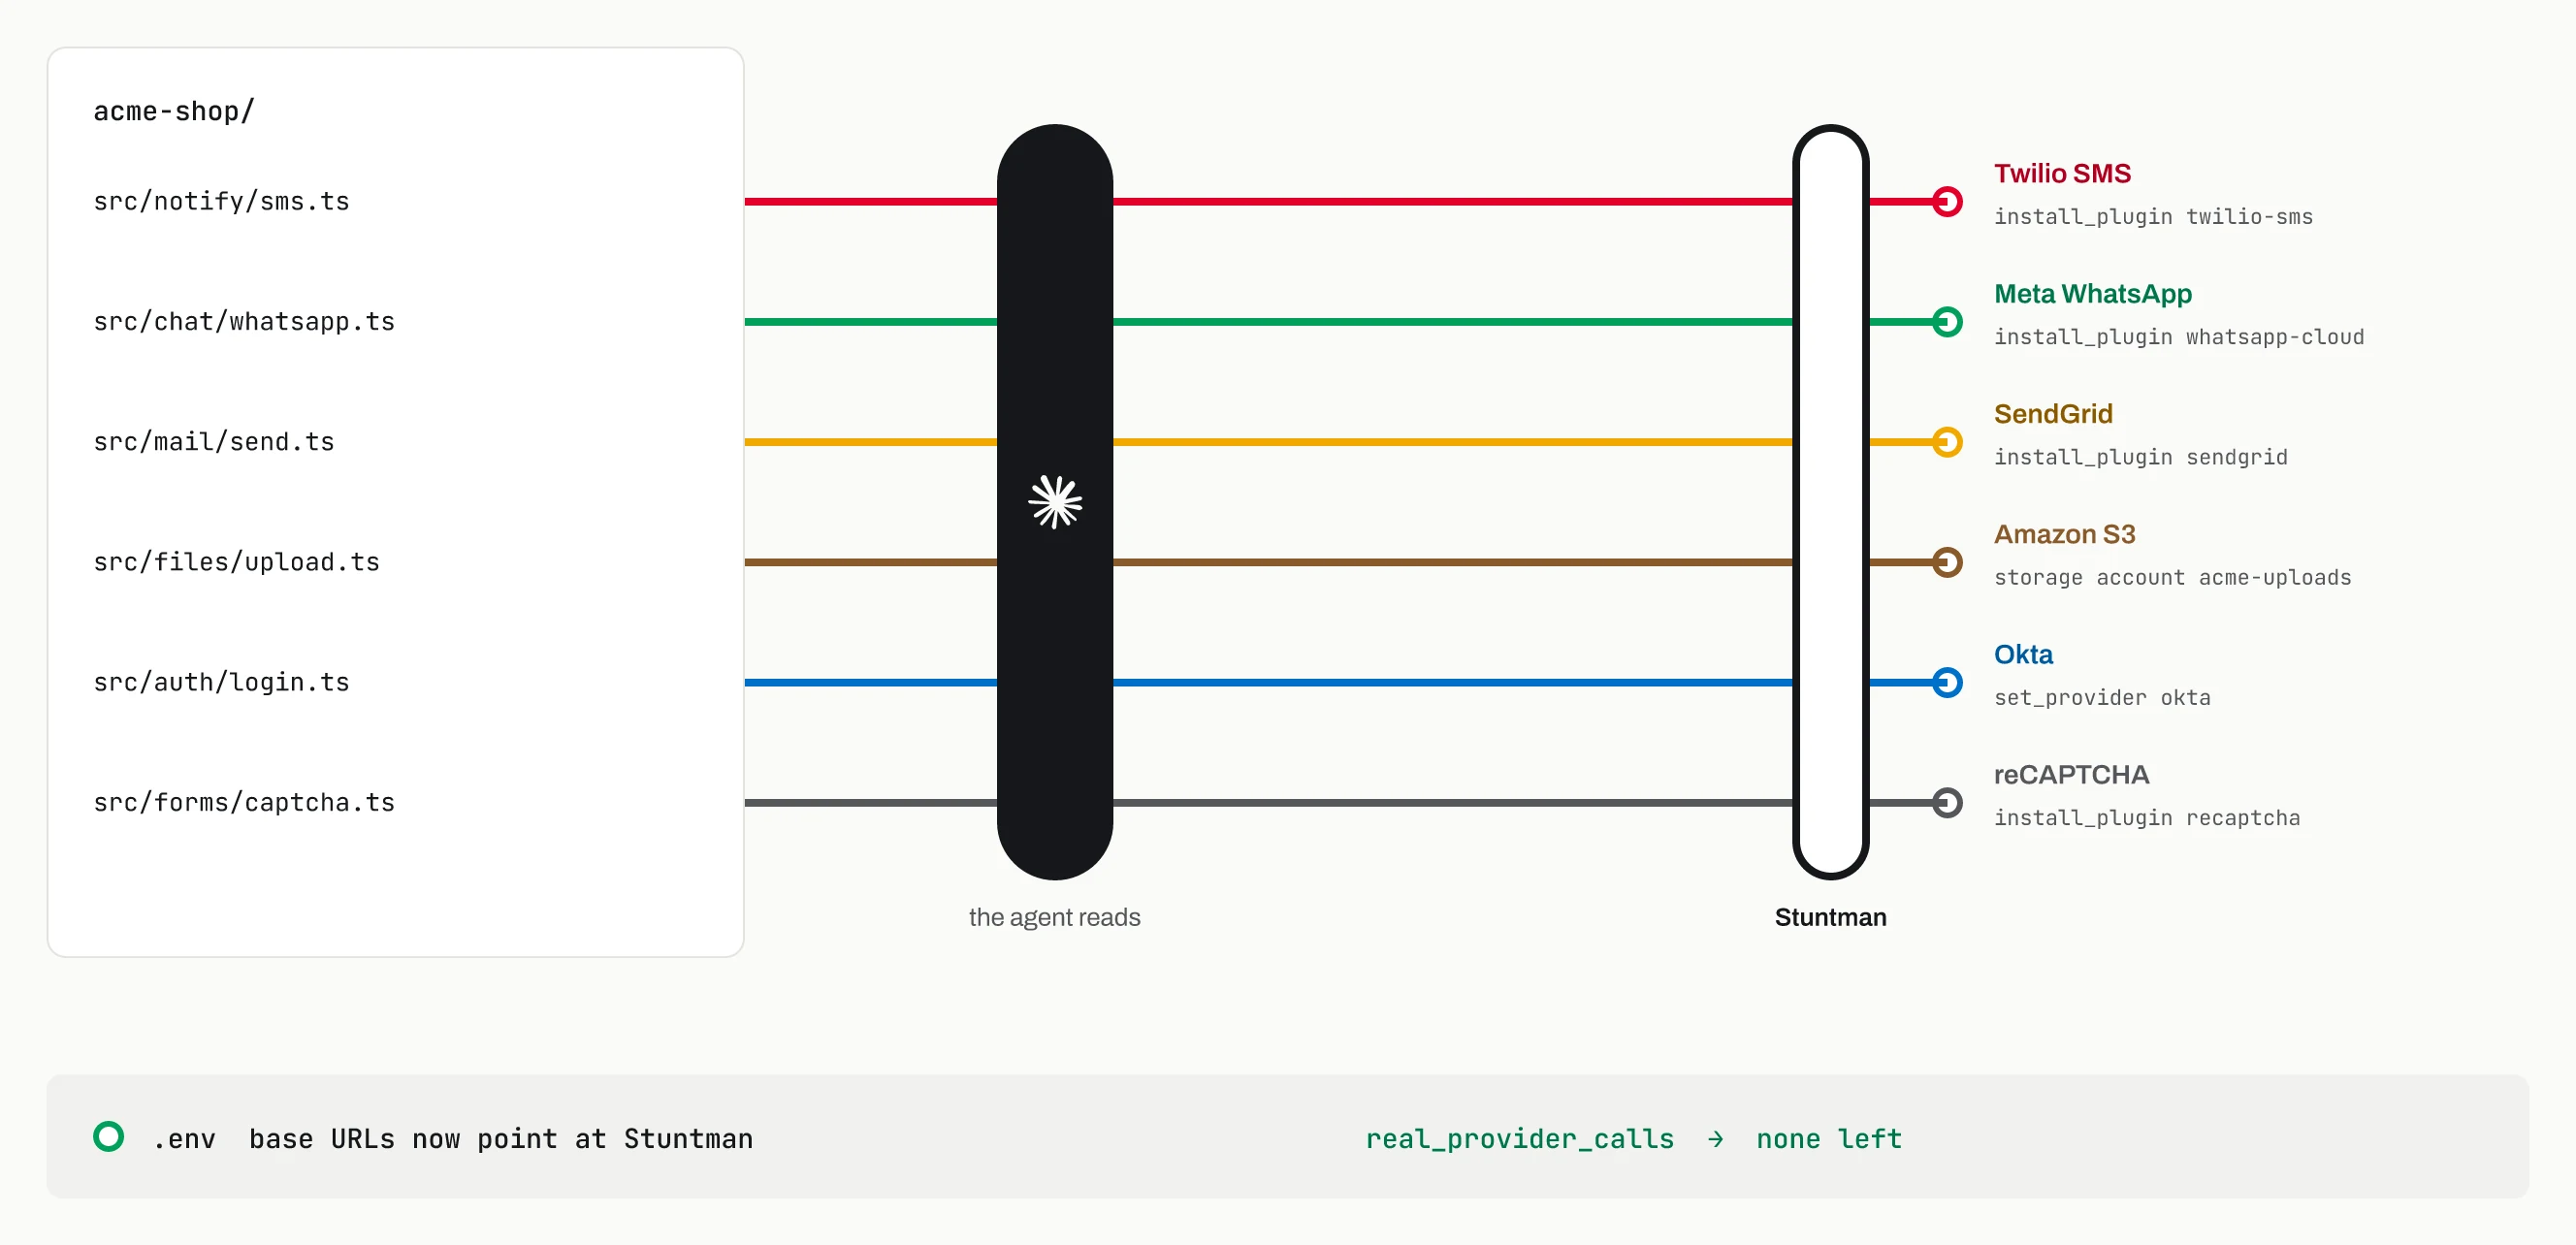 acme-shop/
src/notify/sms.ts
src/chat/whatsapp.ts
src/mail/send.ts
src/files/upload.ts
src/auth/login.ts
src/forms/captcha.ts
the agent reads
Stuntman
Twilio SMS
install_plugin twilio-sms
Meta WhatsApp
install_plugin whatsapp-cloud
SendGrid
install_plugin sendgrid
Amazon S3
storage account acme-uploads
Okta
set_provider okta
reCAPTCHA
install_plugin recaptcha
.env base URLs now point at Stuntman
real_provider_calls → none left